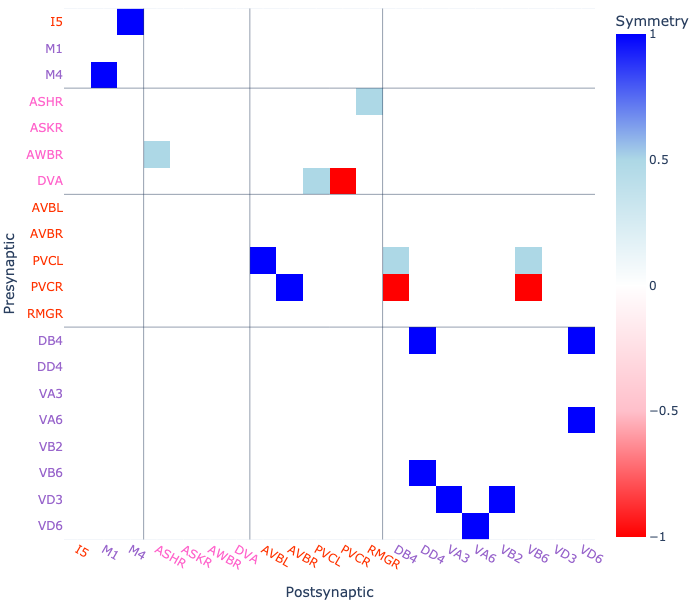 Symmetry
I5
M1
M4
ASHR
ASKR
AWBR
DVA
AVBL
AVBR
PVCL
PVCR
RMGR
DB4
DD4
VA3
VA6
VB2
VB6
VD3
VD6
Presynaptic
I5 M1 M4 ASHR ASKR AWBR DVA AVBL AVBR PVCL PVCR RMGR DB4 DD4 VA3 VA6 VB2 VB6 VD3 VD6
Postsynaptic
1
0.5
0
−0.5
−1